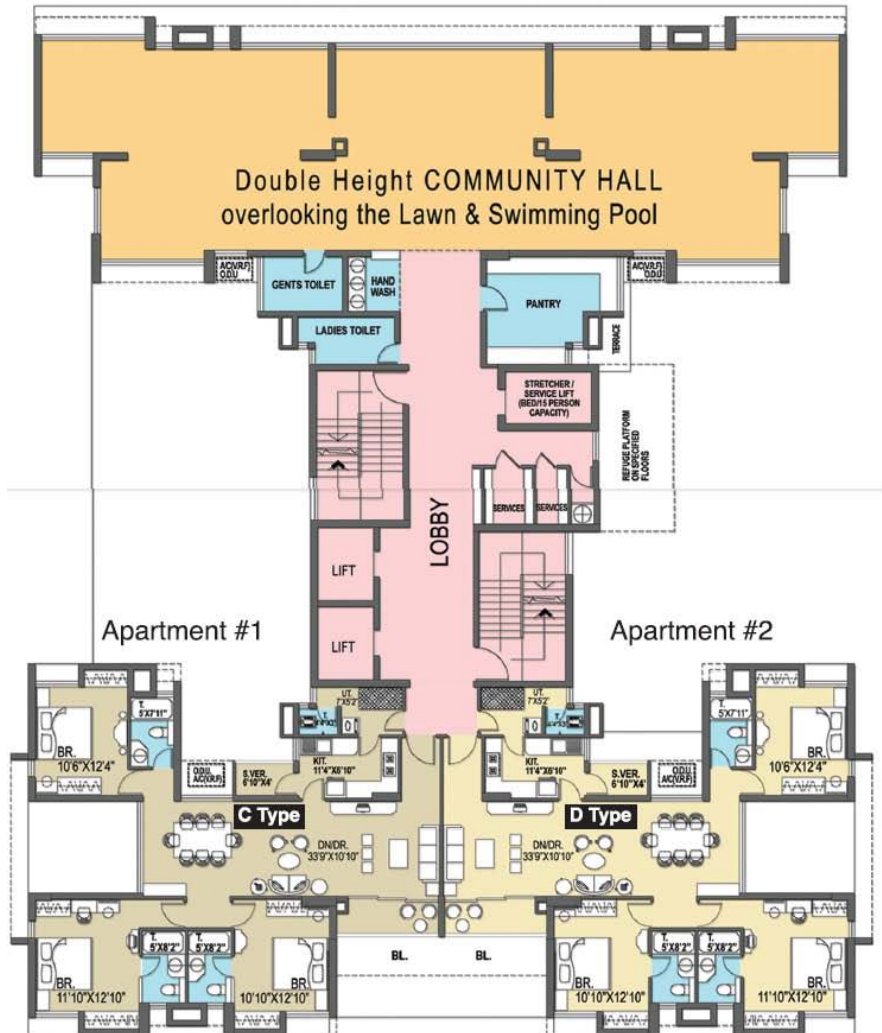 Double Height COMMUNITY HALL
overlooking the Lawn & Swimming Pool
AC(V.R.F)
O.D.U
GENTS TOILET
HAND
WASH
PANTRY
AC(V.R.F)
O.D.U
LADIES TOILET
TERRACE
STRETCHER /
SERVICE LIFT
(BED/15 PERSON
CAPACITY)
REFUGE PLATFORM
ON SPECIFIED
FLOORS
SERVICES
SERVICES
LOBBY
LIFT
LIFT
Apartment #1
Apartment #2
UT.
7'X5'2"
UT.
7'X5'2"
T.
5'X7'11"
T.
T.
T.
5'X7'11"
BR.
10'6"X12'4"
O.D.U
AC(V.R.F)
S.VER.
6'10"X4'
KIT.
11'4"X6'10"
KIT.
11'4"X6'10"
S.VER.
6'10"X4'
O.D.U
AC(V.R.F)
BR.
10'6"X12'4"
C Type
D Type
DN/DR.
33'9"X10'10"
DN/DR.
33'9"X10'10"
T.
5'X8'2"
T.
5'X8'2"
T.
5'X8'2"
T.
5'X8'2"
BL.
BL.
BR.
11'10"X12'10"
BR.
10'10"X12'10"
BR.
10'10"X12'10"
BR.
11'10"X12'10"